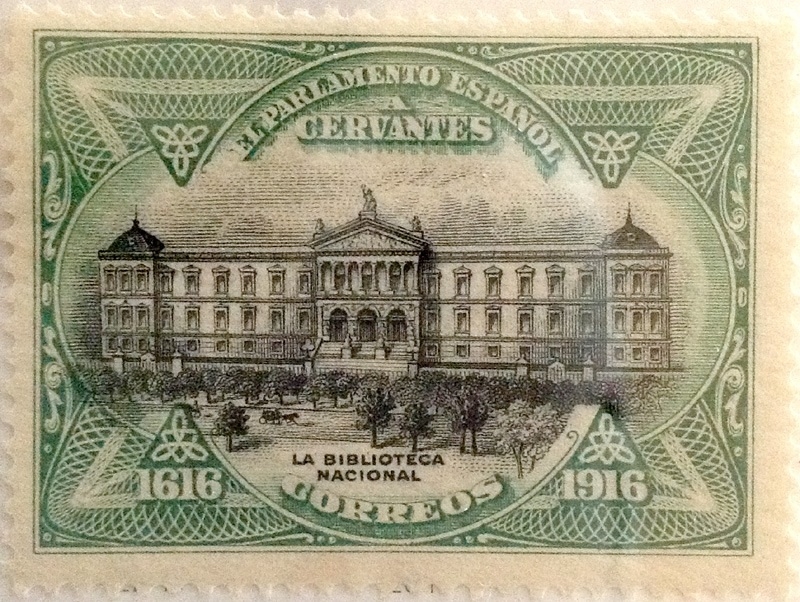 EL PARLAMENTO ESPAÑOL
A
CERVANTES
LA BIBLIOTECA
NACIONAL
1616
CORREOS
1916